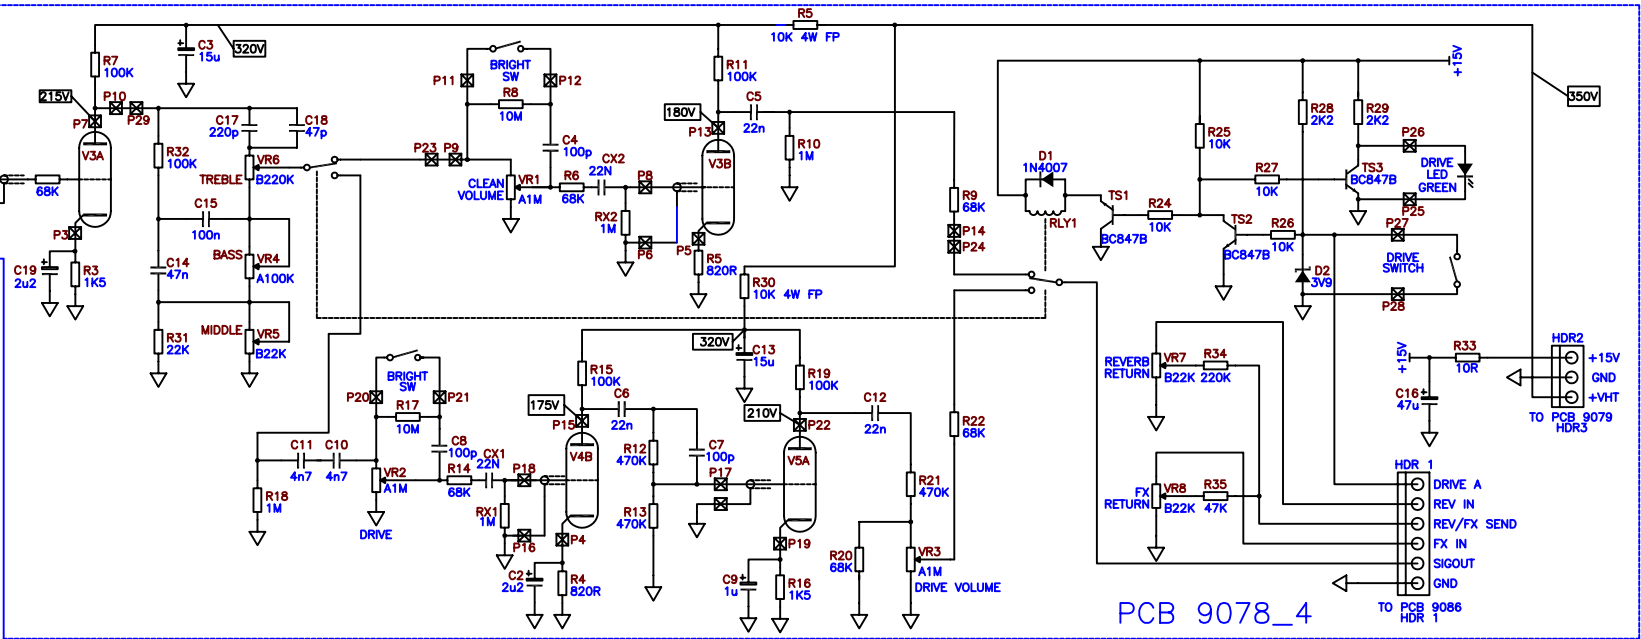 R5
10K 4W FP
R7
100K
C3
15u
320V
215V
P10
P7
P29
V3A
68K
P3
C19
2u2
R3
1K5
R32
100K
C17
220p
C18
47p
VR6
TREBLE
B220K
C15
100n
BASS
VR4
A100K
C14
47n
MIDDLE
VR5
B22K
R31
22K
BRIGHT
SW
P11
P12
R8
10M
C4
100p
P23
P9
CLEAN
VOLUME
VR1
A1M
R6
68K
CX2
22N
P8
RX2
1M
P6
R11
100K
180V
P13
V3B
P5
R5
820R
C5
22n
R10
1M
R9
68K
P14
P24
R30
10K 4W FP
D1
1N4007
RLY1
TS1
BC847B
R24
10K
R25
10K
TS2
BC847B
R27
10K
R26
10K
R28
2K2
R29
2K2
+15V
TS3
BC847B
P26
DRIVE
LED
GREEN
P25
P27
DRIVE
SWITCH
P28
D2
3V9
350V
320V
C13
15u
BRIGHT
SW
P20
P21
R17
10M
C8
100p
C11
4n7
C10
4n7
R18
1M
VR2
A1M
DRIVE
R14
68K
CX1
22N
P18
RX1
1M
P16
R15
100K
175V
P15
V4B
P4
C2
2u2
R4
820R
C6
22n
R12
470K
R13
470K
C7
100p
P17
R19
100K
210V
P22
V5A
P19
C9
1u
R16
1K5
C12
22n
R21
470K
R20
68K
VR3
A1M
DRIVE VOLUME
R22
68K
REVERB
RETURN
VR7
B22K
R34
220K
FX
RETURN
VR8
B22K
R35
47K
+15V
R33
10R
C16
47u
HDR2
+15V
GND
+VHT
TO PCB 9079
HDR3
HDR 1
DRIVE A
REV IN
REV/FX SEND
FX IN
SIGOUT
GND
TO PCB 9086
HDR 1
PCB 9078_4